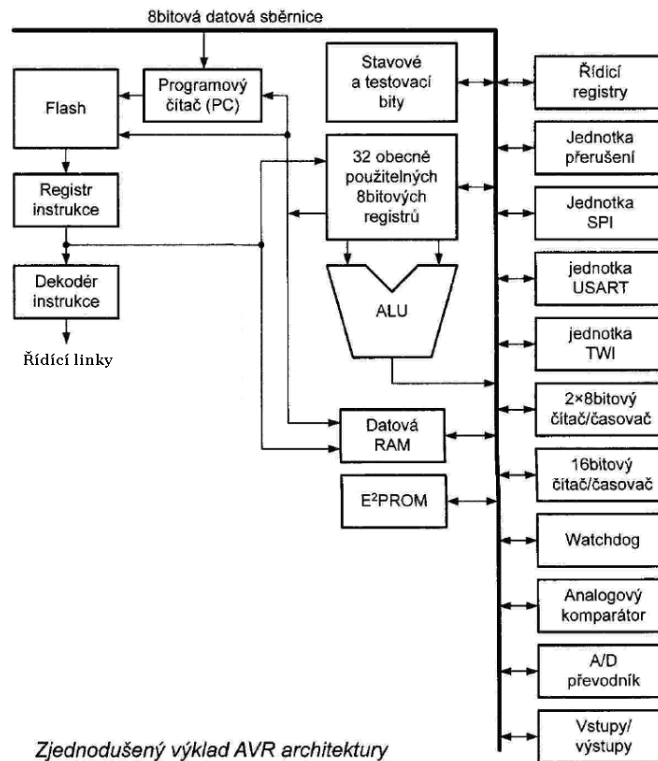 8bitová datová sběrnice
Flash
Programový
čítač (PC)
Stavové
a testovací
bity
Řídicí
registry
Registr
instrukce
32 obecně
použitelných
8bitových
registrů
Jednotka
přerušení
Dekodér
instrukce
Jednotka
SPI
Řídící linky
ALU
jednotka
USART
jednotka
TWI
Datová
RAM
2×8bitový
čítač/časovač
E²PROM
16bitový
čítač/časovač
Watchdog
Analogový
komparátor
A/D
převodník
Vstupy/
výstupy
Zjednodušený výklad AVR architektury